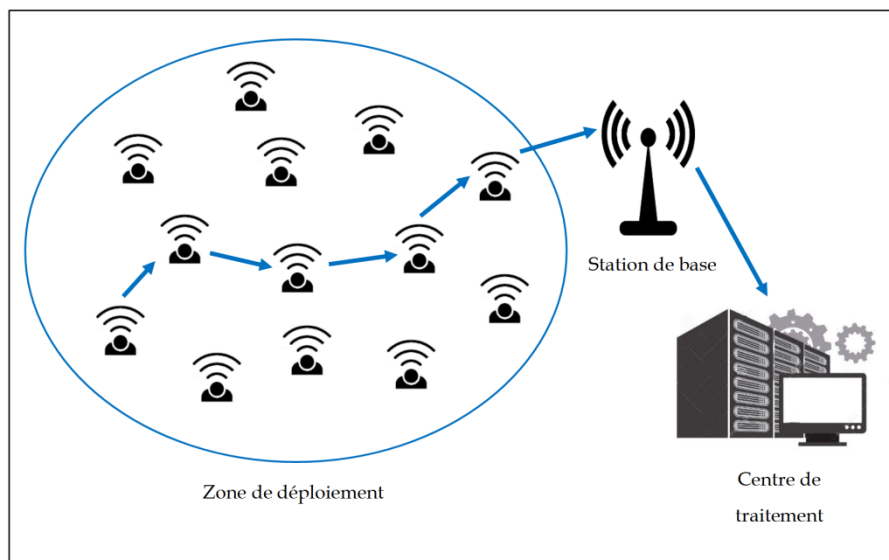 Station de base
Zone de déploiement
Centre de
traitement